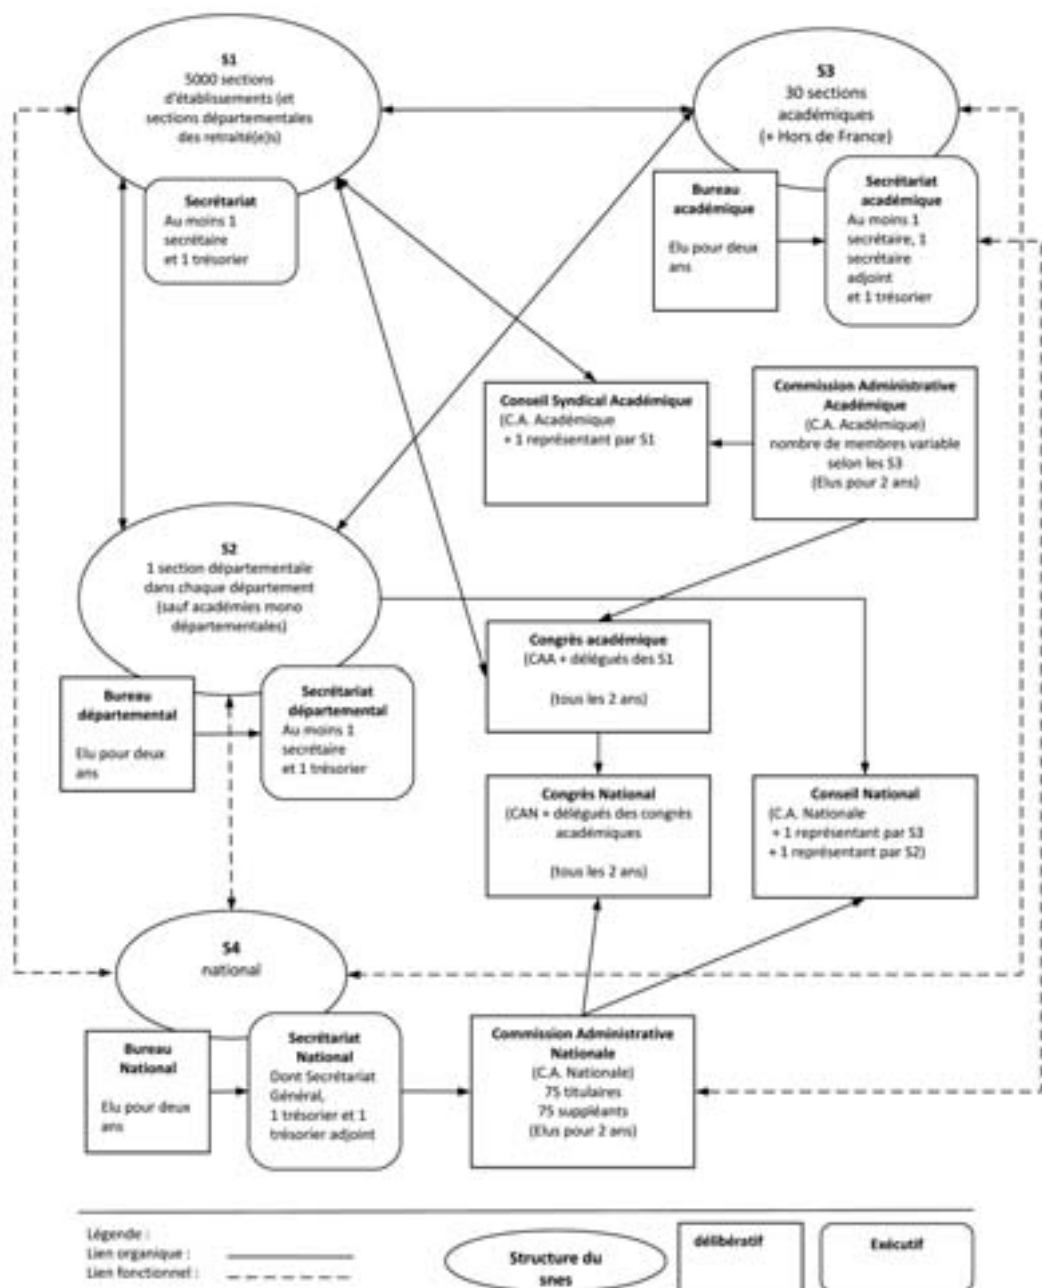 S1
5000 sections
d'établissements (et
sections départementales
des retraité(e)s)
Secrétariat
Au moins 1
secrétaire
et 1 trésorier
S3
30 sections
académiques
(+ Hors de France)
Bureau
académique
Elu pour deux
ans
Secrétariat
académique
Au moins 1
secrétaire, 1
secrétaire
adjoint
et 1 trésorier
Conseil Syndical Académique
(C.A. Académique
+ 1 représentant par S1
Commission Administrative
Académique
(C.A. Académique)
nombre de membres variable
selon les S3
(Elus pour 2 ans)
S2
1 section départementale
dans chaque département
(sauf académies mono
départementales)
Bureau
départemental
Elu pour deux
ans
Secrétariat
départemental
Au moins 1
secrétaire
et 1 trésorier
Congrès académique
(CAA + délégués des S1
(tous les 2 ans)
Congrès National
(CAN + délégués des congrès
académiques
(tous les 2 ans)
Conseil National
(C.A. Nationale
+ 1 représentant par S3
+ 1 représentant par S2)
S4
national
Bureau
National
Elu pour deux
ans
Secrétariat
National
Dont Secrétariat
Général,
1 trésorier et 1
trésorier adjoint
Commission Administrative
Nationale
(C.A. Nationale)
75 titulaires
75 suppléants
(Elus pour 2 ans)
Légende :
Lien organique :
Lien fonctionnel :
Structure du
snes
délibératif
Exécutif